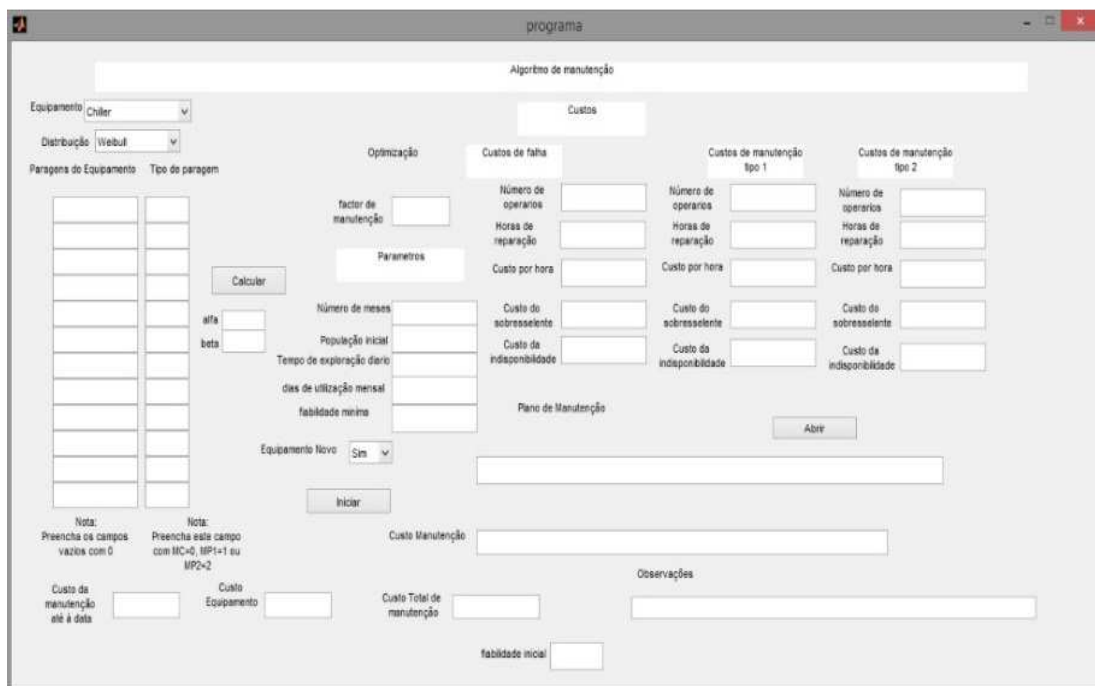 programa
Algoritmo de manutenção
Equipamento Chiller
Custos
Distribuição Weibull
Optimização
Custos de falha
Custos de manutenção
tipo 1
Custos de manutenção
tipo 2
Paragens do Equipamento
Tipo de paragem
factor de
manutenção
Número de
operarios
Número de
operarios
Número de
operarios
Horas de
reparação
Horas de
reparação
Horas de
reparação
Parametros
Custo por hora
Custo por hora
Custo por hora
Calcular
Número de meses
Custo do
sobresselente
Custo do
sobresselente
Custo do
sobresselente
alfa
beta
População inicial
Custo da
indisponibilidade
Custo da
indisponibilidade
Custo da
indisponibilidade
Tempo de exploração diario
dias de utilização mensal
fiabilidade minima
Plano de Manutenção
Abrir
Equipamento Novo Sim
Iniciar
Nota:
Preencha os campos
vazios com 0
Nota:
Preencha este campo
com MC=0, MP1=1 ou
MP2=2
Custo Manutenção
Observações
Custo da
manutenção
até à data
Custo
Equipamento
Custo Total de
manutenção
fiabilidade inicial